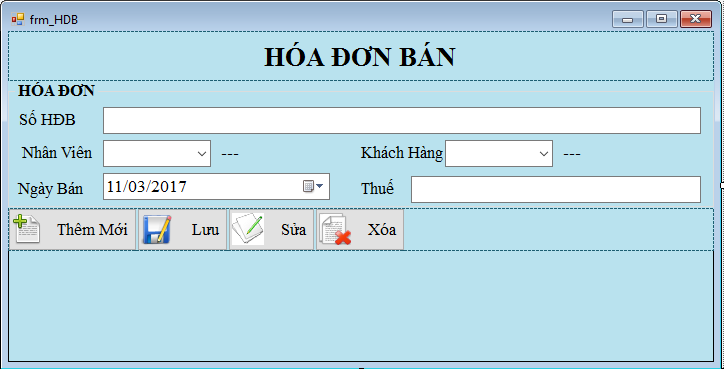 frm_HDB
HÓA ĐƠN BÁN
HÓA ĐƠN
Số HĐB
Nhân Viên --- Khách Hàng ---
Ngày Bán 11/03/2017 Thuế
Thêm Mới Lưu Sửa Xóa